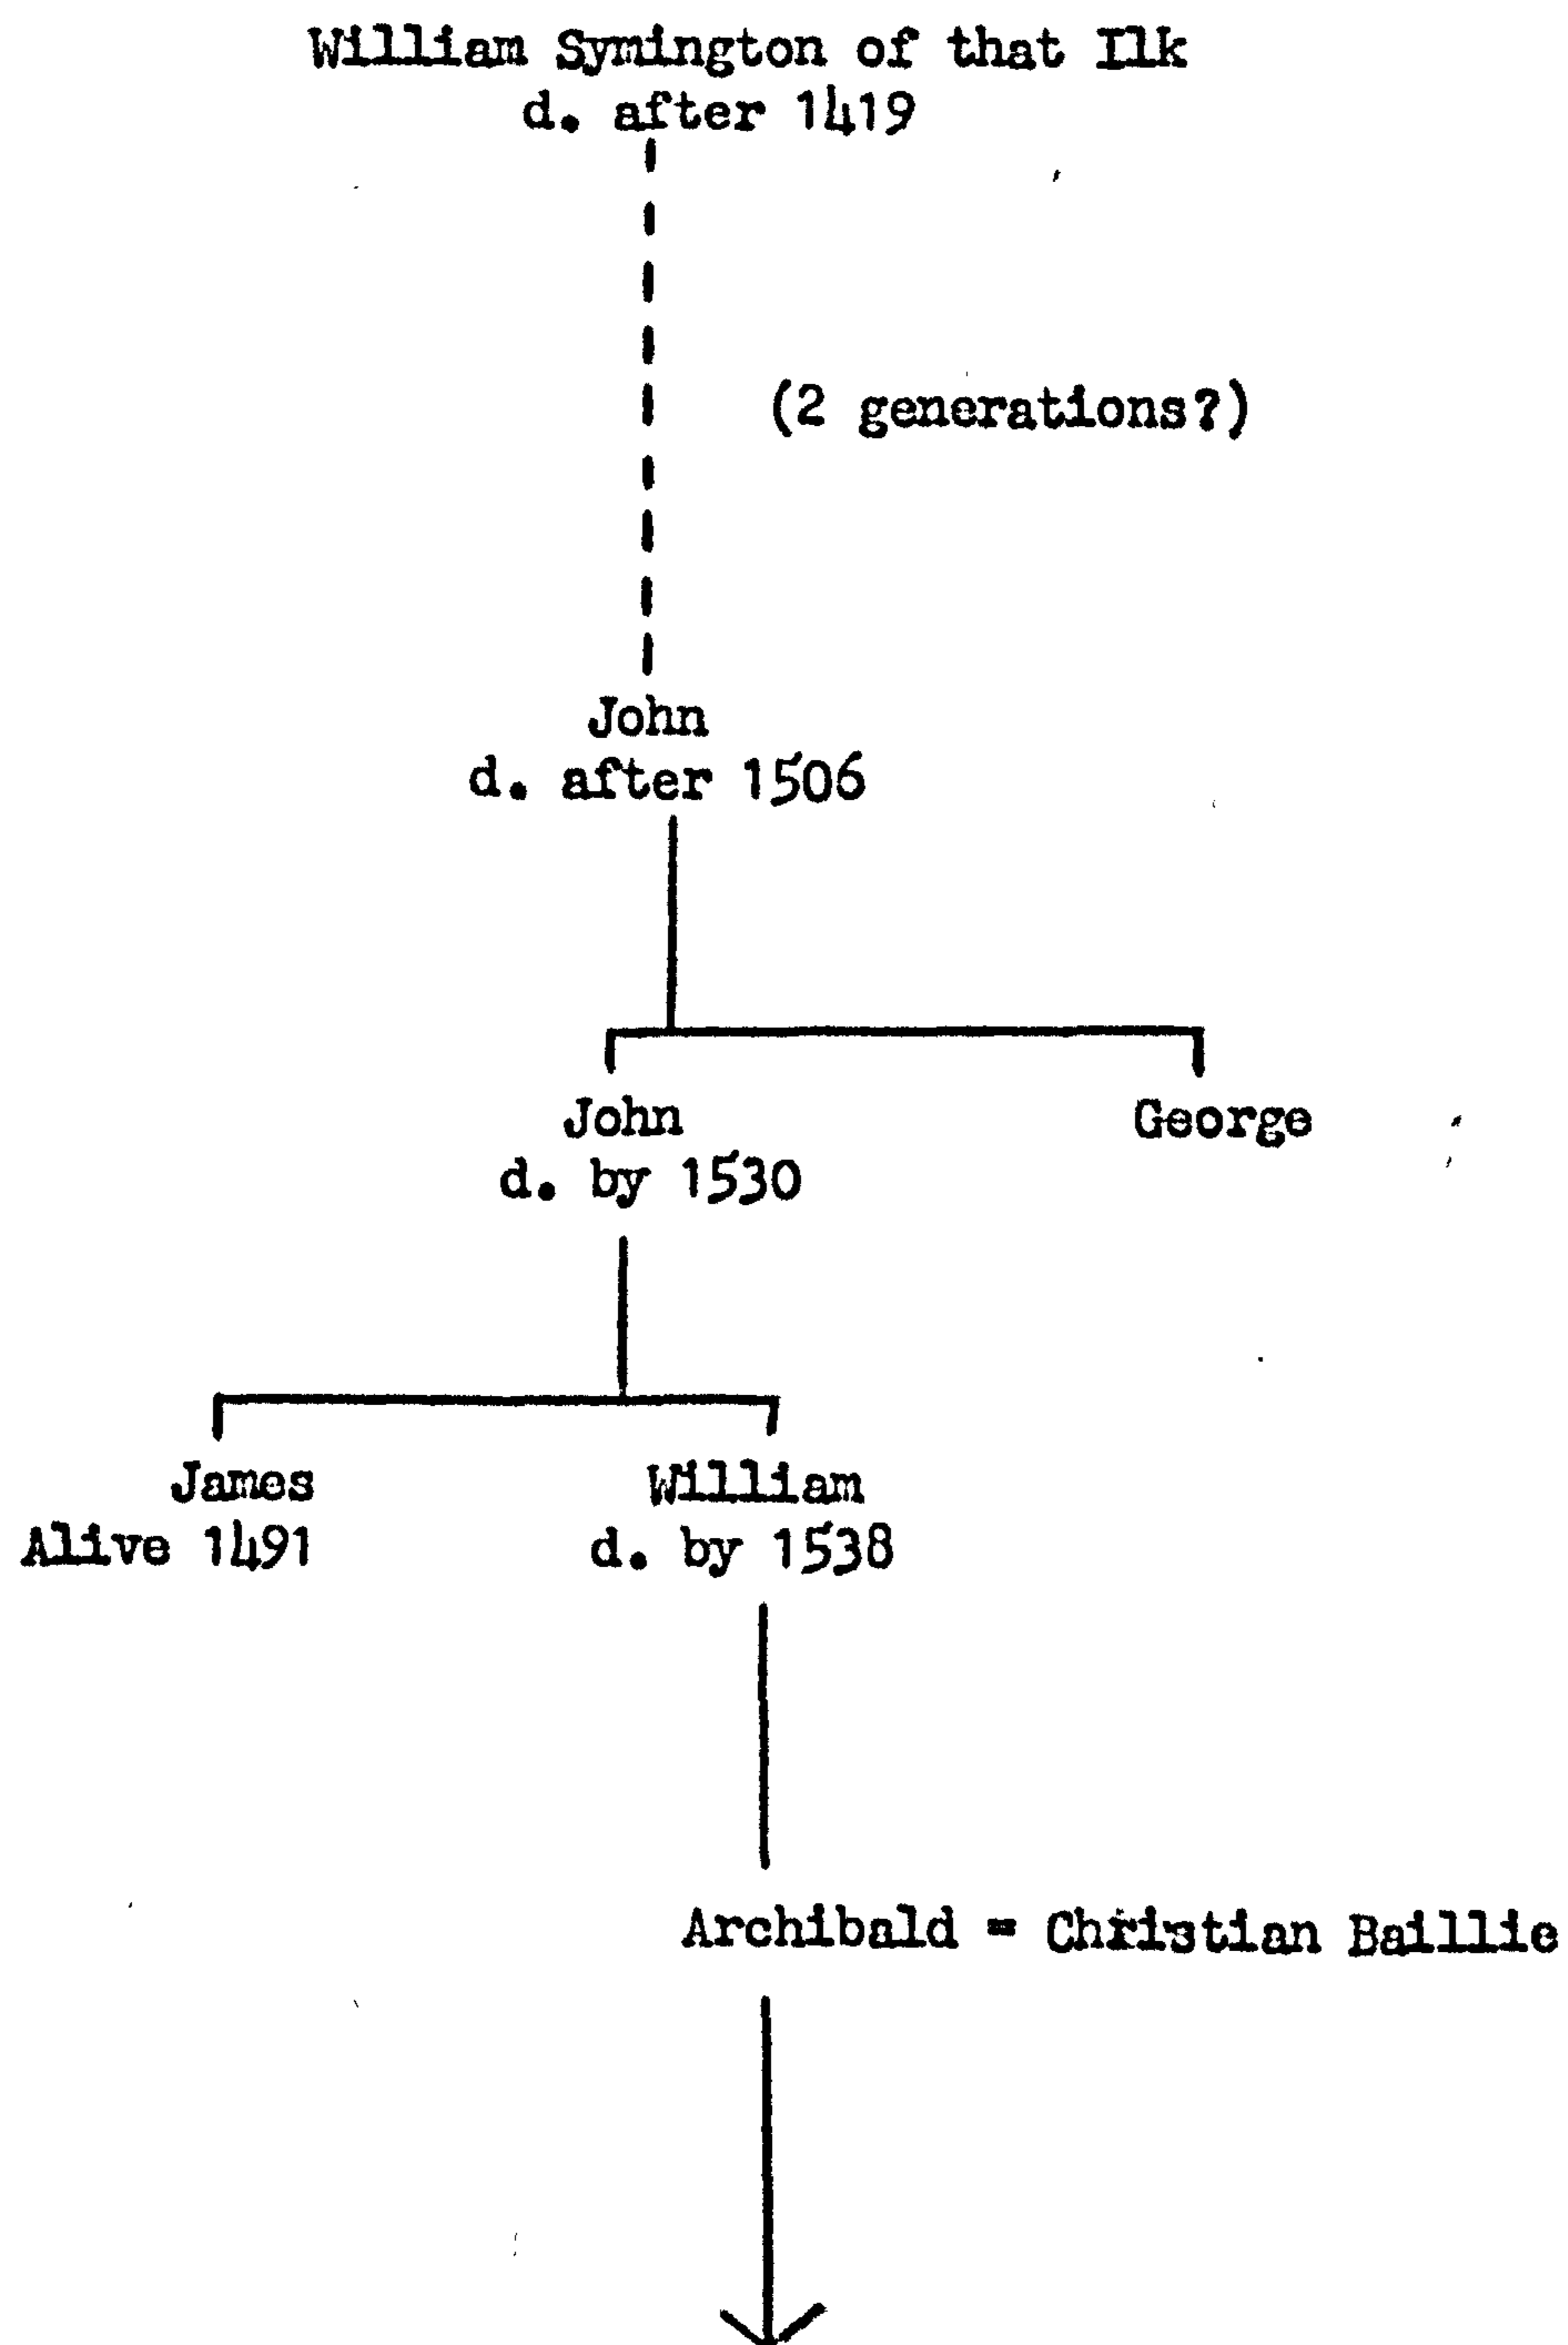 William Symington of that Ilk
d. after 1419
(2 generations?)
John
d. after 1506
John
George
d. by 1530
James
William
Alive 1491
d. by 1538
Archibald = Christian Baillie